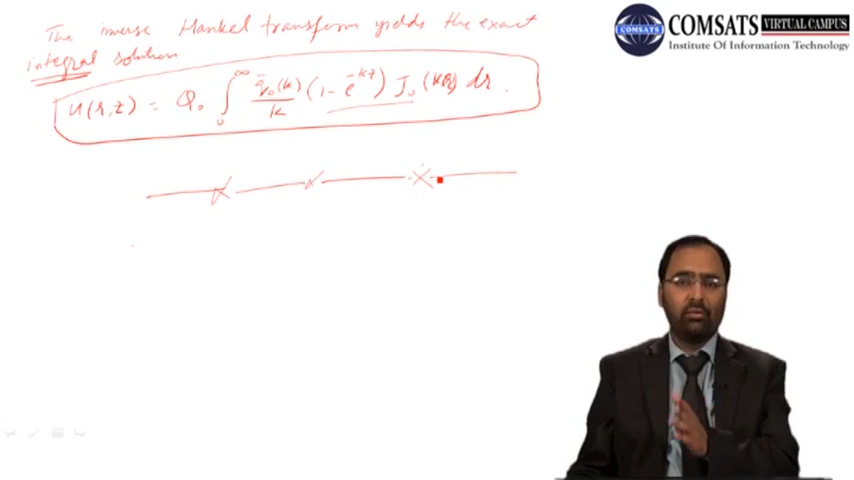 The inverse Hankel transform yields the exact
integral solution
u(r,z) = Q₀ ∫₀^∞ q̄₀(k)/k (1 - e^{-kz}) J₀(kr) dr.
COMSATS VIRTUAL CAMPUS
Institute Of Information Technology
COMSATS